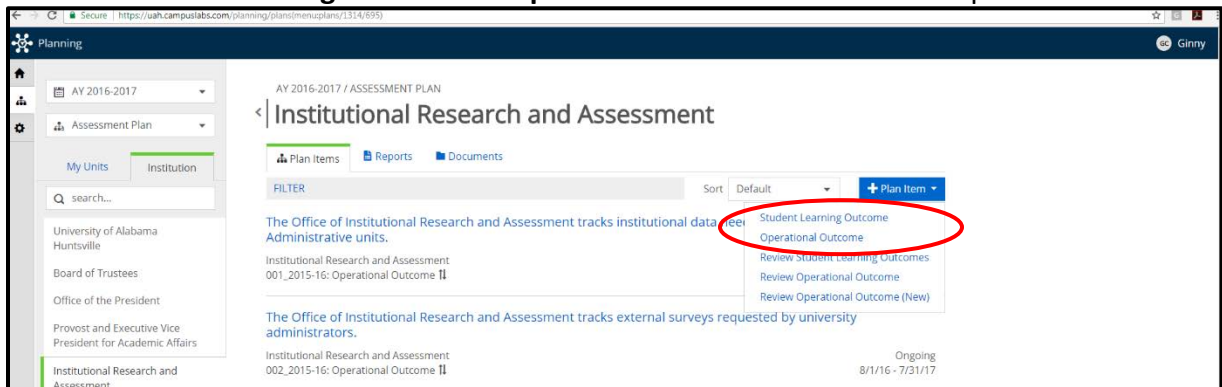 Secure | https://uah.campuslabs.com/planning/plans(menu:plans/1314/695)
Planning
GC Ginny
AY 2016-2017
Assessment Plan
My Units Institution
search...
University of Alabama
Huntsville
Board of Trustees
Office of the President
Provost and Executive Vice
President for Academic Affairs
Institutional Research and
Assessment
AY 2016-2017 / ASSESSMENT PLAN
Institutional Research and Assessment
Plan Items Reports Documents
FILTER Sort Default + Plan Item
Student Learning Outcome
Operational Outcome
Review Student Learning Outcomes
Review Operational Outcome
Review Operational Outcome (New)
The Office of Institutional Research and Assessment tracks institutional data
Administrative units.
Institutional Research and Assessment
001_2015-16: Operational Outcome
The Office of Institutional Research and Assessment tracks external surveys requested by university
administrators.
Institutional Research and Assessment Ongoing
002_2015-16: Operational Outcome 8/1/16 - 7/31/17